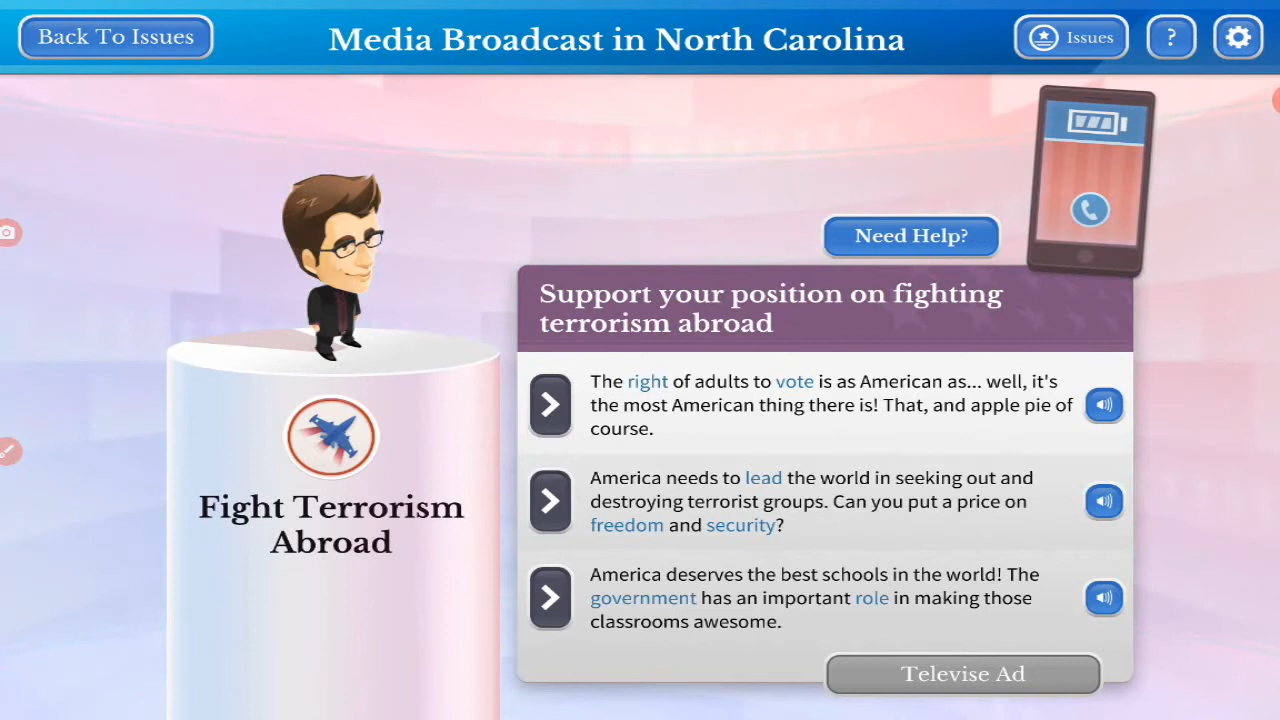 Back To Issues
Media Broadcast in North Carolina
Issues
?
Need Help?
Support your position on fighting
terrorism abroad
The right of adults to vote is as American as... well, it's
the most American thing there is! That, and apple pie of
course.
America needs to lead the world in seeking out and
destroying terrorist groups. Can you put a price on
freedom and security?
America deserves the best schools in the world! The
government has an important role in making those
classrooms awesome.
Televise Ad
Fight Terrorism
Abroad